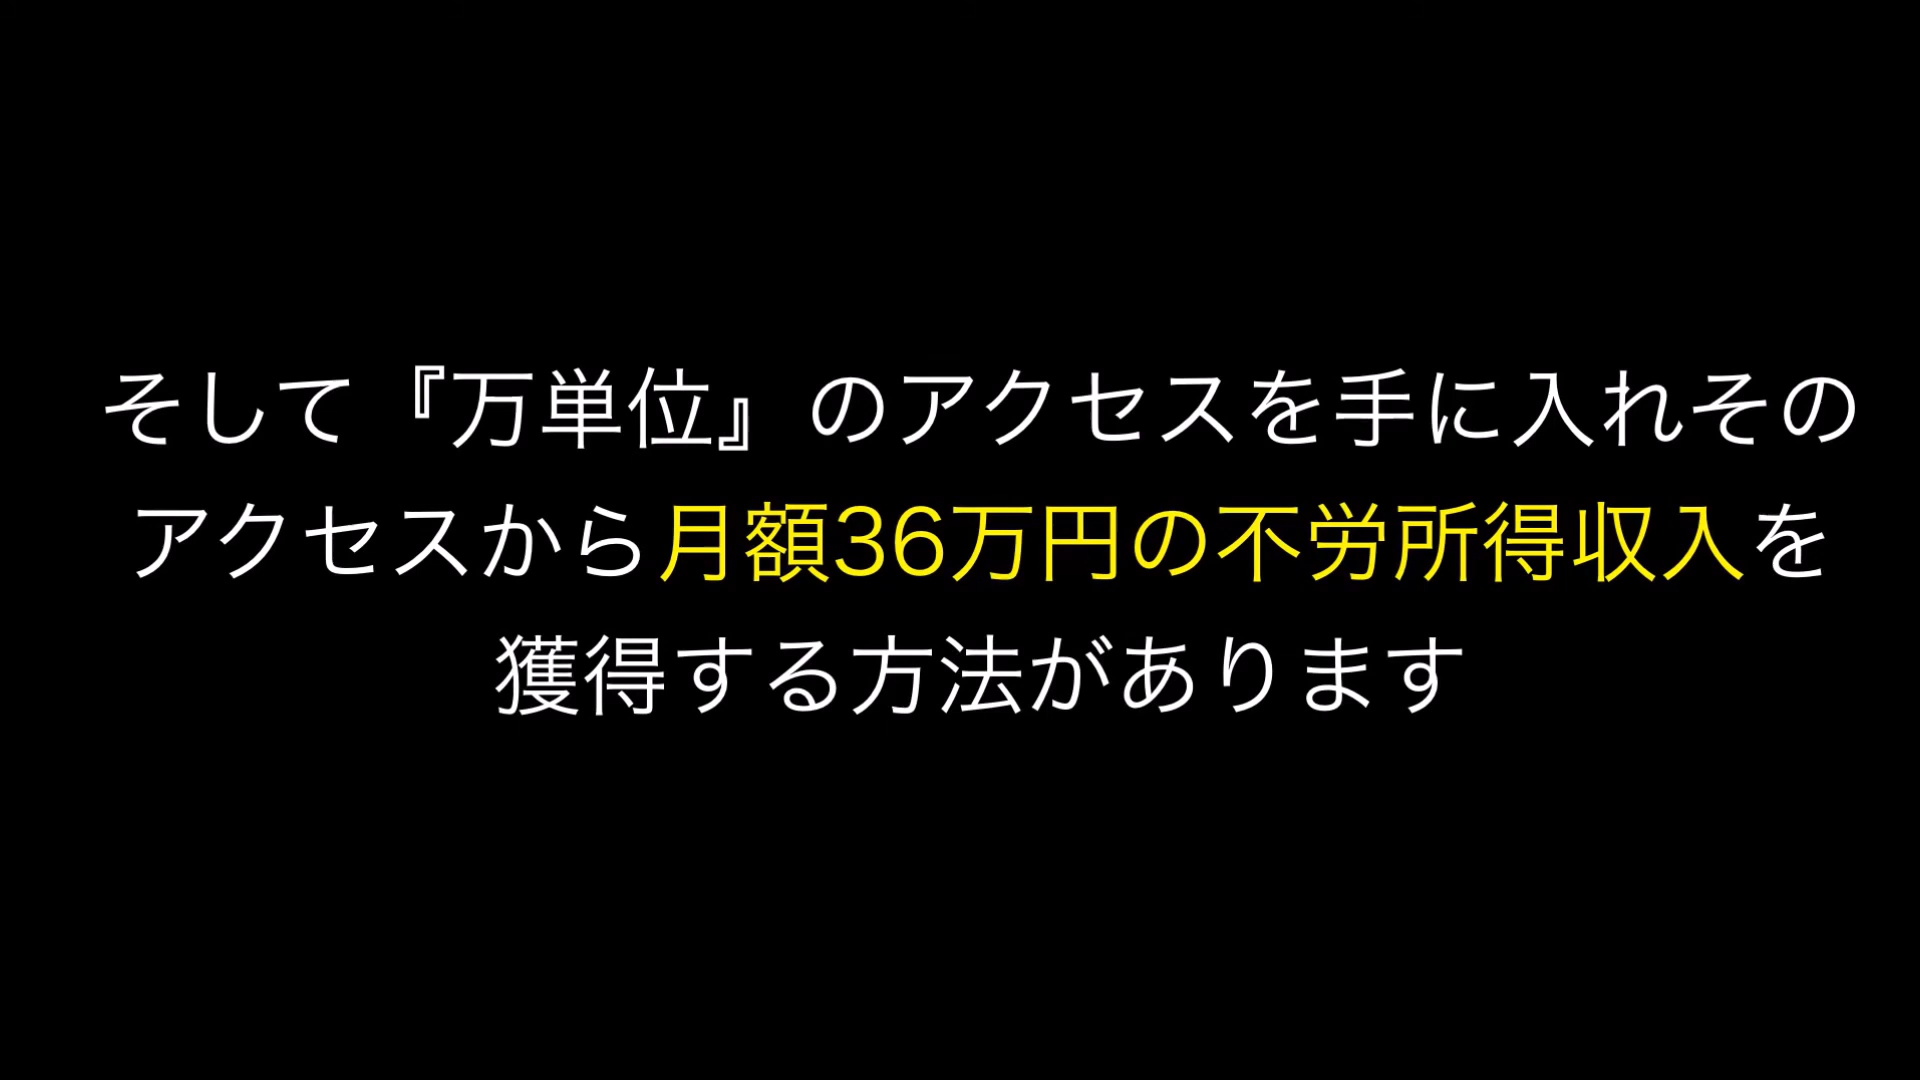 そして『万単位』のアクセスを手に入れその
アクセスから月額36万円の不労所得収入を
獲得する方法があります